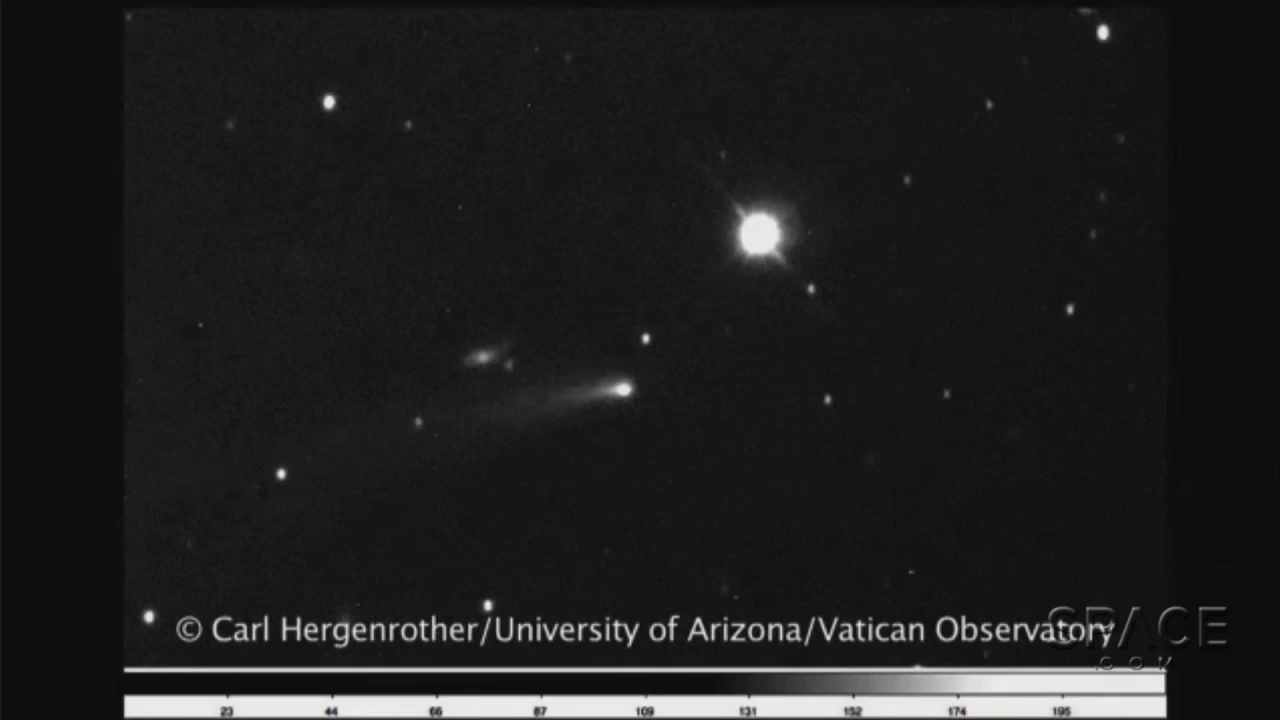 © Carl Hergenrother/University of Arizona/Vatican Observatory
SPACE
.COM
23 44 66 87 109 131 152 174 195